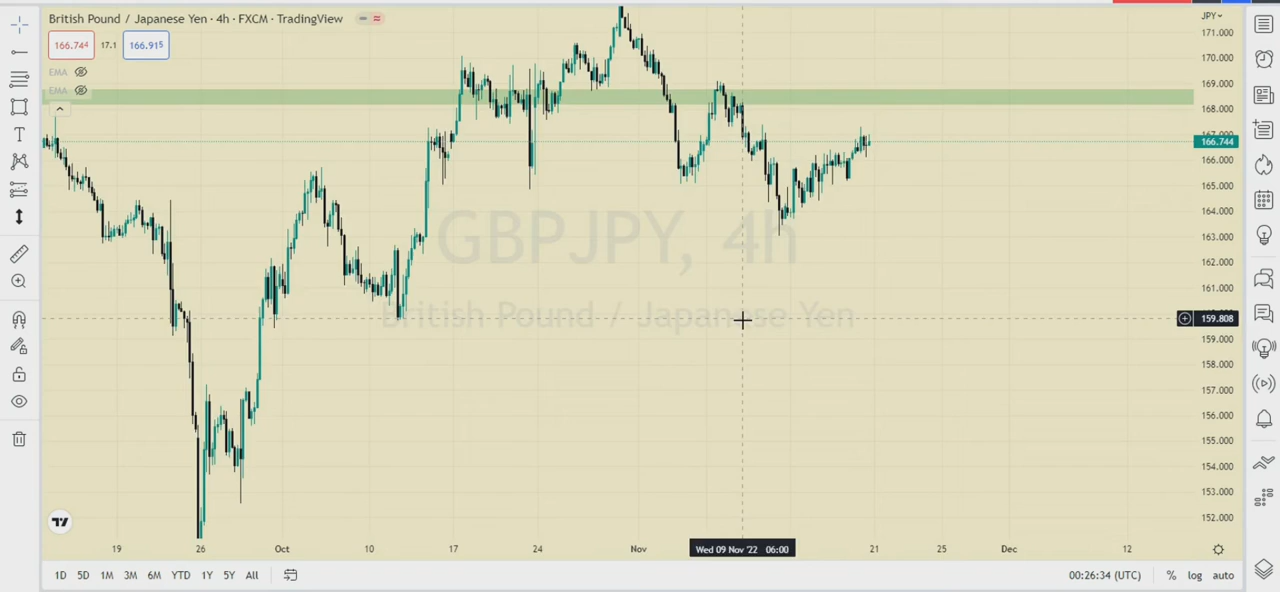 British Pound / Japanese Yen · 4h · FXCM · TradingView
JPY
166.744 17.1 166.915
EMA
EMA
GBPJPY, 4h
British Pound / Japanese Yen
171.000
170.000
169.000
168.000
167.000
166.744
166.000
165.000
164.000
163.000
162.000
161.000
159.808
159.000
158.000
157.000
156.000
155.000
154.000
153.000
152.000
19 26 Oct 10 17 24 Nov Wed 09 Nov '22 06:00 21 25 Dec 12
1D 5D 1M 3M 6M YTD 1Y 5Y All 00:26:34 (UTC) % log auto